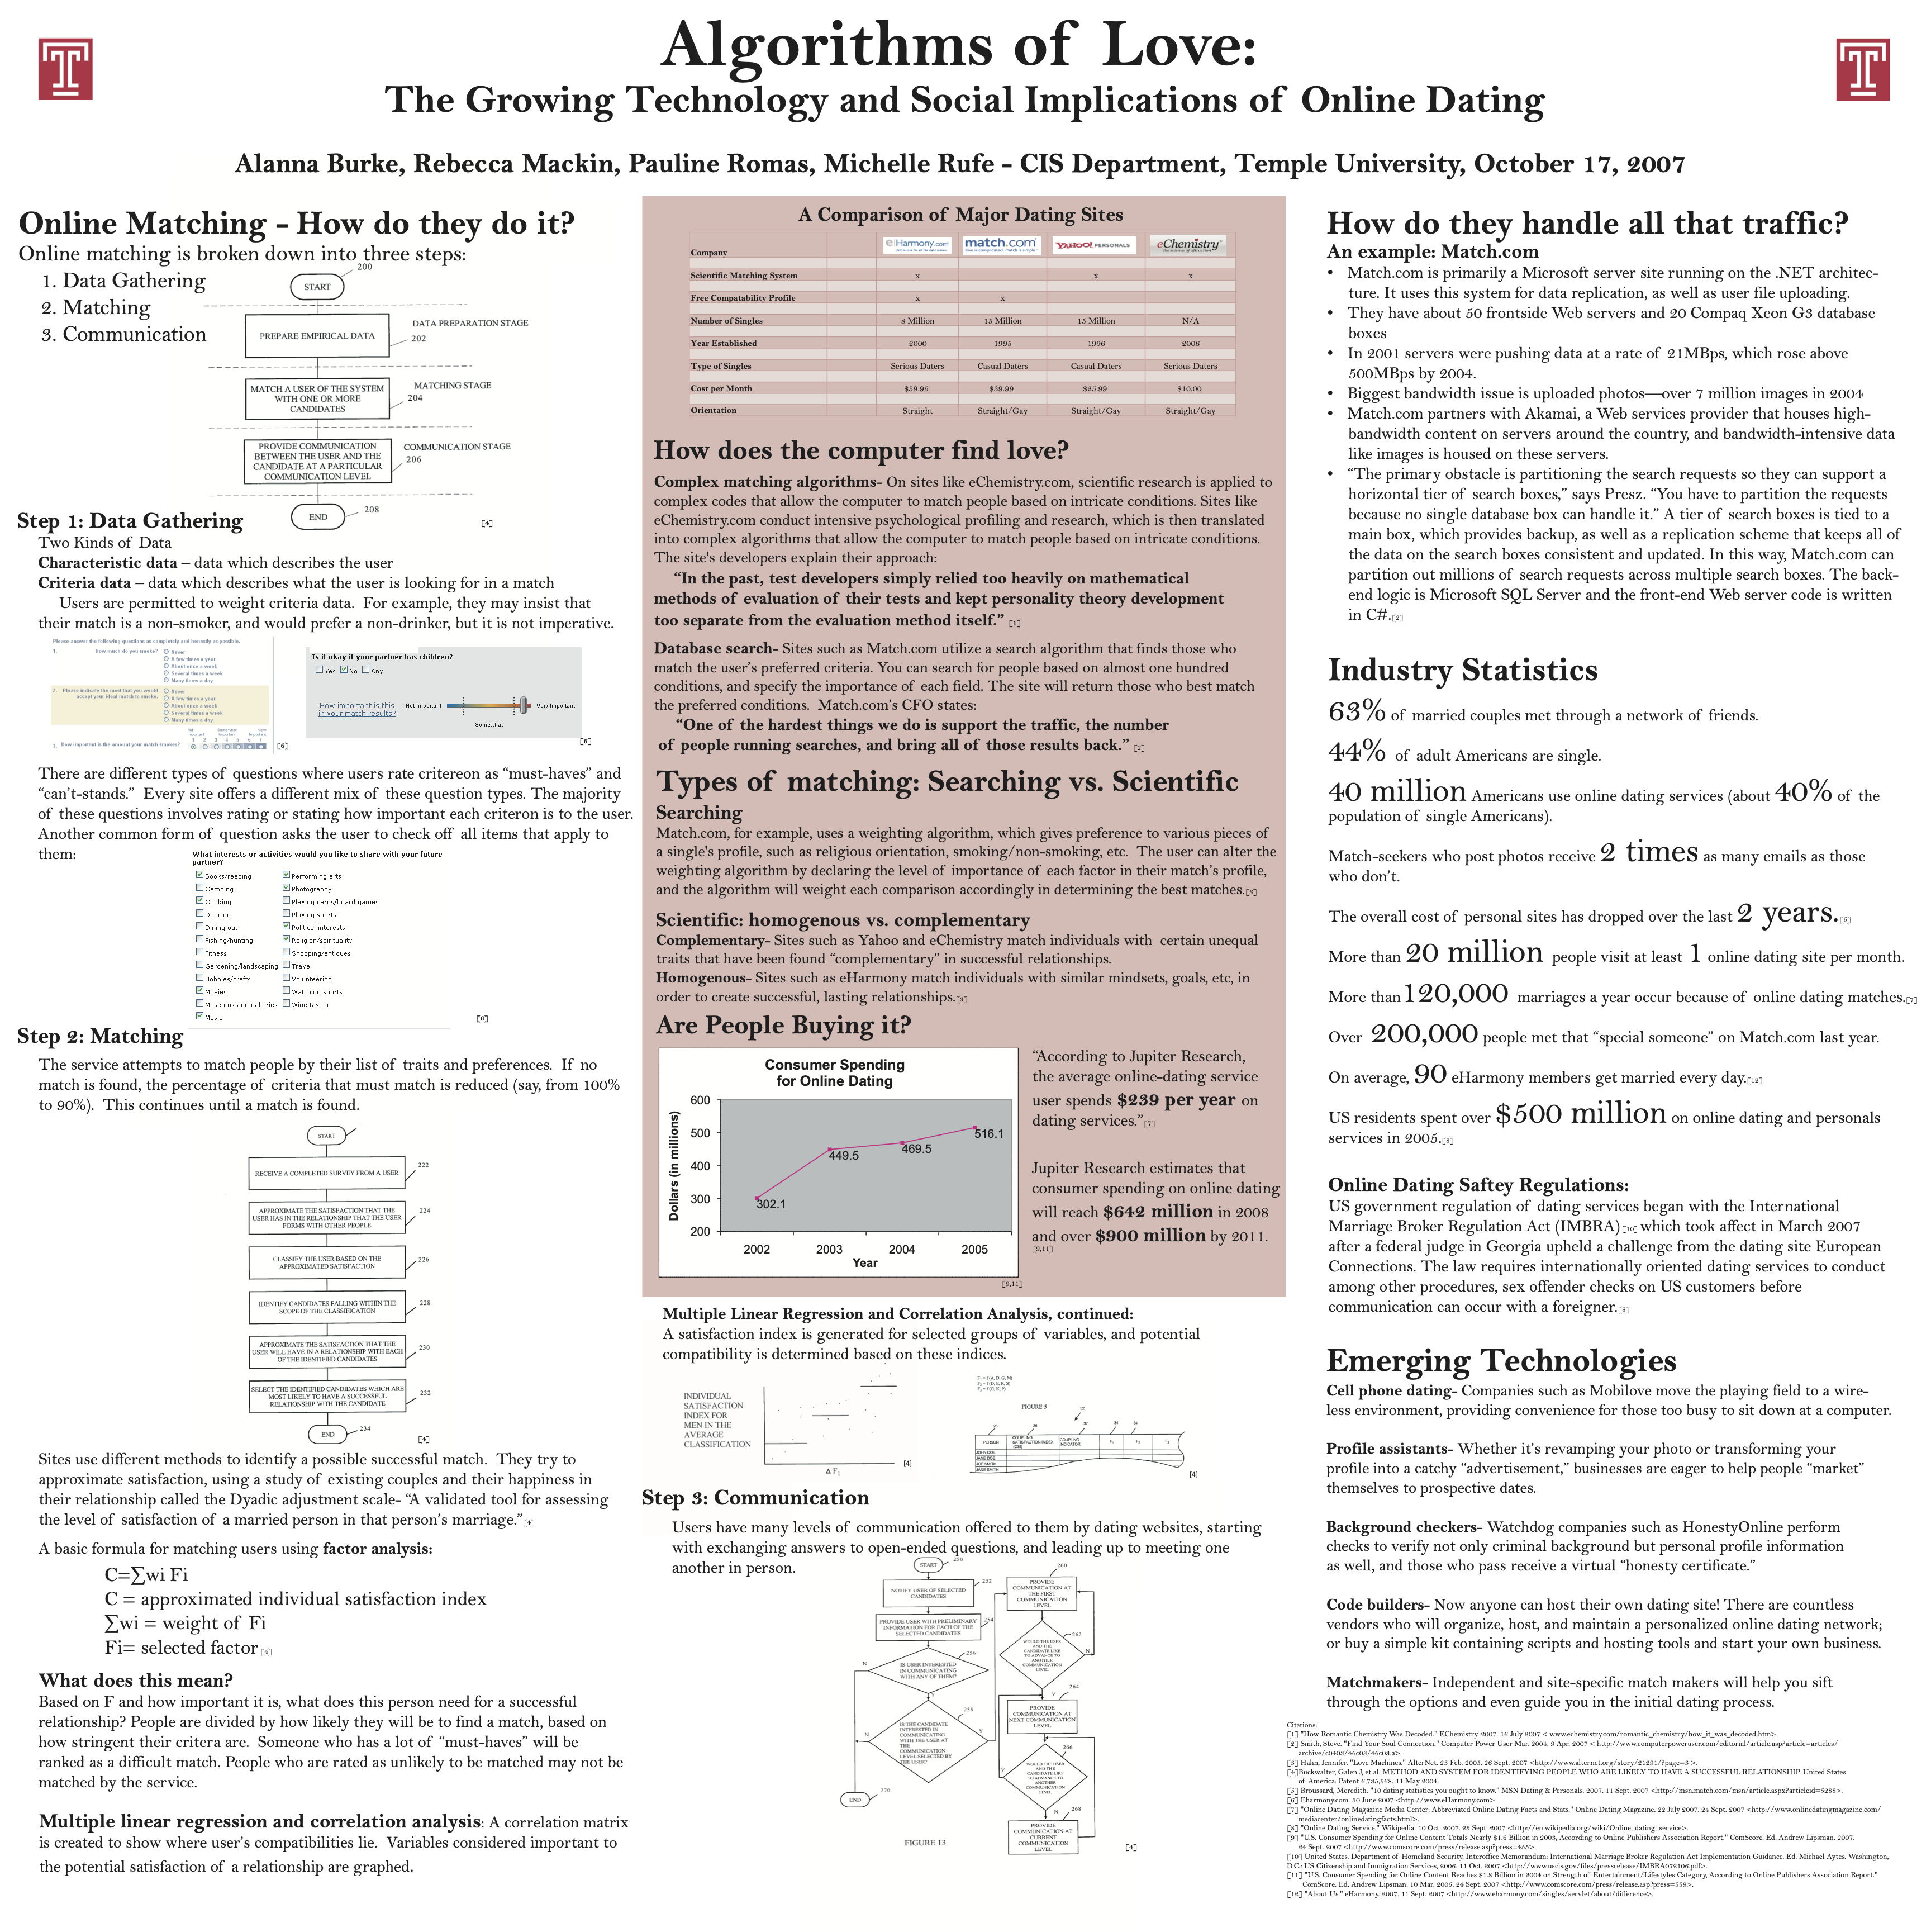 Algorithms of Love:
The Growing Technology and Social Implications of Online Dating
Alanna Burke, Rebecca Mackin, Pauline Romas, Michelle Rufe - CIS Department, Temple University, October 17, 2007
Online Matching - How do they do it?
Online matching is broken down into three steps:
1. Data Gathering
2. Matching
3. Communication
200
START
PREPARE EMPIRICAL DATA
DATA PREPARATION STAGE
202
MATCH A USER OF THE SYSTEM
WITH ONE OR MORE
CANDIDATES
MATCHING STAGE
204
PROVIDE COMMUNICATION
BETWEEN THE USER AND THE
CANDIDATE AT A PARTICULAR
COMMUNICATION LEVEL
COMMUNICATION STAGE
206
END
208
[4]
Step 1: Data Gathering
Two Kinds of Data
Characteristic data – data which describes the user
Criteria data – data which describes what the user is looking for in a match
Users are permitted to weight criteria data. For example, they may insist that
their match is a non-smoker, and would prefer a non-drinker, but it is not imperative.
Please answer the following questions as completely and honestly as possible.
1. How much do you smoke?
Never
A few times a year
About once a week
Several times a week
Many times a day
2. Please indicate the most that you would
accept your ideal match to smoke.
Never
A few times a year
About once a week
Several times a week
Many times a day
Not important Somewhat important Very important
1 2 3 4 5 6 7
3. How important is the amount your match smokes?
[6]
Is it okay if your partner has children?
Yes No Any
How important is this
in your match results?
Not Important
Somewhat
Very Important
[6]
There are different types of questions where users rate critereon as “must-haves” and
“can’t-stands.” Every site offers a different mix of these question types. The majority
of these questions involves rating or stating how important each criteron is to the user.
Another common form of question asks the user to check off all items that apply to
them:
What interests or activities would you like to share with your future
partner?
Books/reading Performing arts
Camping Photography
Cooking Playing cards/board games
Dancing Playing sports
Dining out Political interests
Fishing/hunting Religion/spirituality
Fitness Shopping/antiques
Gardening/landscaping Travel
Hobbies/crafts Volunteering
Movies Watching sports
Museums and galleries Wine tasting
Music
[6]
Step 2: Matching
The service attempts to match people by their list of traits and preferences. If no
match is found, the percentage of criteria that must match is reduced (say, from 100%
to 90%). This continues until a match is found.
START
RECEIVE A COMPLETED SURVEY FROM A USER
222
APPROXIMATE THE SATISFACTION THAT THE
USER HAS IN THE RELATIONSHIP THAT THE USER
FORMS WITH OTHER PEOPLE
224
CLASSIFY THE USER BASED ON THE
APPROXIMATED SATISFACTION
226
IDENTIFY CANDIDATES FALLING WITHIN THE
SCOPE OF THE CLASSIFICATION
228
APPROXIMATE THE SATISFACTION THAT THE
USER WILL HAVE IN A RELATIONSHIP WITH EACH
OF THE IDENTIFIED CANDIDATES
230
SELECT THE IDENTIFIED CANDIDATES WHICH ARE
MOST LIKELY TO HAVE A SUCCESSFUL
RELATIONSHIP WITH THE CANDIDATE
232
END
234
[4]
Sites use different methods to identify a possible successful match. They try to
approximate satisfaction, using a study of existing couples and their happiness in
their relationship called the Dyadic adjustment scale- “A validated tool for assessing
the level of satisfaction of a married person in that person’s marriage.”[4]
A basic formula for matching users using factor analysis:
C=∑wi Fi
C = approximated individual satisfaction index
∑wi = weight of Fi
Fi= selected factor [4]
What does this mean?
Based on F and how important it is, what does this person need for a successful
relationship? People are divided by how likely they will be to find a match, based on
how stringent their critera are. Someone who has a lot of “must-haves” will be
ranked as a difficult match. People who are rated as unlikely to be matched may not be
matched by the service.
Multiple linear regression and correlation analysis: A correlation matrix
is created to show where user’s compatibilities lie. Variables considered important to
the potential satisfaction of a relationship are graphed.
A Comparison of Major Dating Sites
Company eHarmony.com match.com YAHOO! PERSONALS eChemistry
Scientific Matching System x x x
Free Compatability Profile x x
Number of Singles 8 Million 15 Million 15 Million N/A
Year Established 2000 1995 1996 2006
Type of Singles Serious Daters Casual Daters Casual Daters Serious Daters
Cost per Month $59.95 $39.99 $25.99 $10.00
Orientation Straight Straight/Gay Straight/Gay Straight/Gay
How does the computer find love?
Complex matching algorithms- On sites like eChemistry.com, scientific research is applied to
complex codes that allow the computer to match people based on intricate conditions. Sites like
eChemistry.com conduct intensive psychological profiling and research, which is then translated
into complex algorithms that allow the computer to match people based on intricate conditions.
The site's developers explain their approach:
“In the past, test developers simply relied too heavily on mathematical
methods of evaluation of their tests and kept personality theory development
too separate from the evaluation method itself.” [1]
Database search- Sites such as Match.com utilize a search algorithm that finds those who
match the user’s preferred criteria. You can search for people based on almost one hundred
conditions, and specify the importance of each field. The site will return those who best match
the preferred conditions. Match.com’s CFO states:
“One of the hardest things we do is support the traffic, the number
of people running searches, and bring all of those results back.” [2]
Types of matching: Searching vs. Scientific
Searching
Match.com, for example, uses a weighting algorithm, which gives preference to various pieces of
a single's profile, such as religious orientation, smoking/non-smoking, etc. The user can alter the
weighting algorithm by declaring the level of importance of each factor in their match’s profile,
and the algorithm will weight each comparison accordingly in determining the best matches.[3]
Scientific: homogenous vs. complementary
Complementary- Sites such as Yahoo and eChemistry match individuals with certain unequal
traits that have been found “complementary” in successful relationships.
Homogenous- Sites such as eHarmony match individuals with similar mindsets, goals, etc, in
order to create successful, lasting relationships.[3]
Are People Buying it?
Consumer Spending
for Online Dating
Dollars (in millions)
600
500
400
300
200
302.1
449.5
469.5
516.1
2002 2003 2004 2005
Year
[9,11]
“According to Jupiter Research,
the average online-dating service
user spends $239 per year on
dating services.”[7]
Jupiter Research estimates that
consumer spending on online dating
will reach $642 million in 2008
and over $900 million by 2011.
[9,11]
Multiple Linear Regression and Correlation Analysis, continued:
A satisfaction index is generated for selected groups of variables, and potential
compatibility is determined based on these indices.
INDIVIDUAL
SATISFACTION
INDEX FOR
MEN IN THE
AVERAGE
CLASSIFICATION
Δ F1
[4]
FIGURE 5
PERSON
COUPLING
SATISFACTION INDEX
(CSI)
COUPLING
INDICATOR
F1 F2 F3
JOHN DOE
JANE DOE
JOE SMITH
JANE SMITH
[4]
Step 3: Communication
Users have many levels of communication offered to them by dating websites, starting
with exchanging answers to open-ended questions, and leading up to meeting one
another in person.
START
250
NOTIFY USER OF SELECTED
CANDIDATES
252
PROVIDE USER WITH PRELIMINARY
INFORMATION FOR EACH OF THE
SELECTED CANDIDATES
254
IS USER INTERESTED
IN COMMUNICATING
WITH ANY OF THEM?
256
N
Y
IS THE CANDIDATE
INTERESTED IN
COMMUNICATING
WITH THE USER AT
THE
COMMUNICATION
LEVEL SELECTED BY
THE USER?
258
N
Y
END
270
260
PROVIDE
COMMUNICATION AT
THE FIRST
COMMUNICATION
LEVEL
262
WOULD THE USER
AND THE
CANDIDATE LIKE
TO ADVANCE TO
ANOTHER
COMMUNICATION
LEVEL
N
Y
264
PROVIDE
COMMUNICATION AT
NEXT COMMUNICATION
LEVEL
266
WOULD THE USER
AND THE
CANDIDATE LIKE
TO ADVANCE TO
ANOTHER
COMMUNICATION
LEVEL
Y
N
268
PROVIDE
COMMUNICATION AT
CURRENT
COMMUNICATION
LEVEL
FIGURE 13
[4]
How do they handle all that traffic?
An example: Match.com
• Match.com is primarily a Microsoft server site running on the .NET architec-
ture. It uses this system for data replication, as well as user file uploading.
• They have about 50 frontside Web servers and 20 Compaq Xeon G3 database
boxes
• In 2001 servers were pushing data at a rate of 21MBps, which rose above
500MBps by 2004.
• Biggest bandwidth issue is uploaded photos—over 7 million images in 2004
• Match.com partners with Akamai, a Web services provider that houses high-
bandwidth content on servers around the country, and bandwidth-intensive data
like images is housed on these servers.
• “The primary obstacle is partitioning the search requests so they can support a
horizontal tier of search boxes,” says Presz. “You have to partition the requests
because no single database box can handle it.” A tier of search boxes is tied to a
main box, which provides backup, as well as a replication scheme that keeps all of
the data on the search boxes consistent and updated. In this way, Match.com can
partition out millions of search requests across multiple search boxes. The back-
end logic is Microsoft SQL Server and the front-end Web server code is written
in C#.[2]
Industry Statistics
63% of married couples met through a network of friends.
44% of adult Americans are single.
40 million Americans use online dating services (about 40% of the
population of single Americans).
Match-seekers who post photos receive 2 times as many emails as those
who don’t.
The overall cost of personal sites has dropped over the last 2 years.[5]
More than 20 million people visit at least 1 online dating site per month.
More than 120,000 marriages a year occur because of online dating matches.[7]
Over 200,000 people met that “special someone” on Match.com last year.
On average, 90 eHarmony members get married every day.[12]
US residents spent over $500 million on online dating and personals
services in 2005.[8]
Online Dating Saftey Regulations:
US government regulation of dating services began with the International
Marriage Broker Regulation Act (IMBRA)[10] which took affect in March 2007
after a federal judge in Georgia upheld a challenge from the dating site European
Connections. The law requires internationally oriented dating services to conduct
among other procedures, sex offender checks on US customers before
communication can occur with a foreigner.[8]
Emerging Technologies
Cell phone dating- Companies such as Mobilove move the playing field to a wire-
less environment, providing convenience for those too busy to sit down at a computer.
Profile assistants- Whether it’s revamping your photo or transforming your
profile into a catchy “advertisement,” businesses are eager to help people “market”
themselves to prospective dates.
Background checkers- Watchdog companies such as HonestyOnline perform
checks to verify not only criminal background but personal profile information
as well, and those who pass receive a virtual “honesty certificate.”
Code builders- Now anyone can host their own dating site! There are countless
vendors who will organize, host, and maintain a personalized online dating network;
or buy a simple kit containing scripts and hosting tools and start your own business.
Matchmakers- Independent and site-specific match makers will help you sift
through the options and even guide you in the initial dating process.
Citations:
[1] "How Romantic Chemistry Was Decoded." EChemistry. 2007. 16 July 2007 < www.echemistry.com/romantic_chemistry/how_it_was_decoded.htm>.
[2] Smith, Steve. "Find Your Soul Connection." Computer Power User Mar. 2004. 9 Apr. 2007 < http://www.computerpoweruser.com/editorial/article.asp?article=articles/
archive/c0403/46c03/46c03.a>
[3] Hahn, Jennifer. "Love Machines." AlterNet. 23 Feb. 2005. 26 Sept. 2007 <http://www.alternet.org/story/21291/?page=3 >.
[4]Buckwalter, Galen J, et al. METHOD AND SYSTEM FOR IDENTIFYING PEOPLE WHO ARE LIKELY TO HAVE A SUCCESSFUL RELATIONSHIP. United States
of America: Patent 6,735,568. 11 May 2004.
[5] Broussard, Meredith. "10 dating statistics you ought to know." MSN Dating & Personals. 2007. 11 Sept. 2007 <http://msn.match.com/msn/article.aspx?articleid=5288>.
[6] Eharmony.com. 30 June 2007 <http://www.eHarmony.com>
[7] "Online Dating Magazine Media Center: Abbreviated Online Dating Facts and Stats." Online Dating Magazine. 22 July 2007. 24 Sept. 2007 <http://www.onlinedatingmagazine.com/
mediacenter/onlinedatingfacts.html>.
[8] "Online Dating Service." Wikipedia. 10 Oct. 2007. 25 Sept. 2007 <http://en.wikipedia.org/wiki/Online_dating_service>.
[9] "U.S. Consumer Spending for Online Content Totals Nearly $1.6 Billion in 2003, According to Online Publishers Association Report." ComScore. Ed. Andrew Lipsman. 2007.
24 Sept. 2007 <http://www.comscore.com/press/release.asp?press=455>.
[10] United States. Department of Homeland Security. Interoffice Memorandum: International Marriage Broker Regulation Act Implementation Guidance. Ed. Michael Aytes. Washington,
D.C.: US Citizenship and Immigration Services, 2006. 11 Oct. 2007 <http://www.uscis.gov/files/pressrelease/IMBRA072106.pdf>.
[11] "U.S. Consumer Spending for Online Content Reaches $1.8 Billion in 2004 on Strength of Entertainment/Lifestyles Category, According to Online Publishers Association Report."
ComScore. Ed. Andrew Lipsman. 10 Mar. 2005. 24 Sept. 2007 <http://www.comscore.com/press/release.asp?press=559>.
[12] "About Us." eHarmony. 2007. 11 Sept. 2007 <http://www.eharmony.com/singles/servlet/about/difference>.